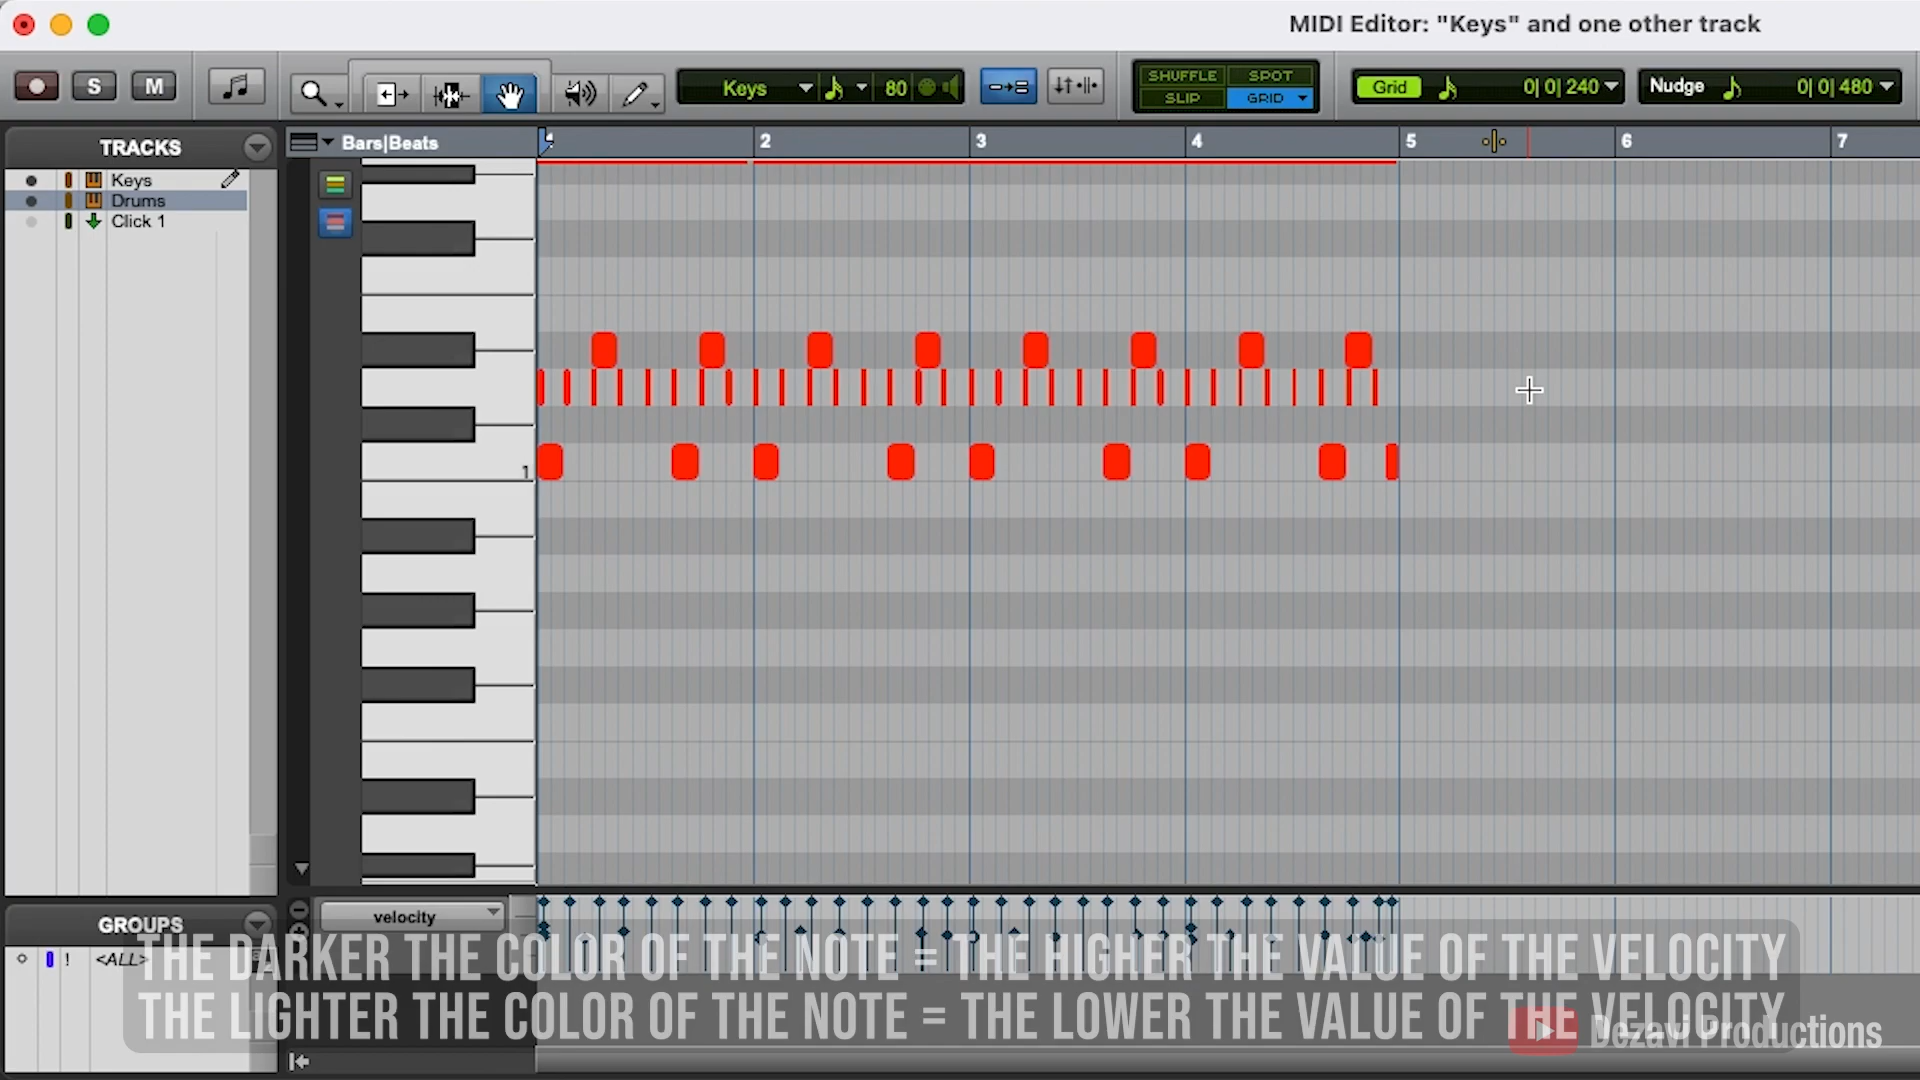 MIDI Editor: "Keys" and one other track
S M
Keys 80
SHUFFLE SPOT
SLIP GRID
Grid 0| 0| 240
Nudge 0| 0| 480
TRACKS
Bars|Beats
2 3 4 5 6 7
Keys
Drums
Click 1
1
GROUPS
velocity
! <ALL>
THE DARKER THE COLOR OF THE NOTE = THE HIGHER THE VALUE OF THE VELOCITY
THE LIGHTER THE COLOR OF THE NOTE = THE LOWER THE VALUE OF THE VELOCITY
Dezavi Productions